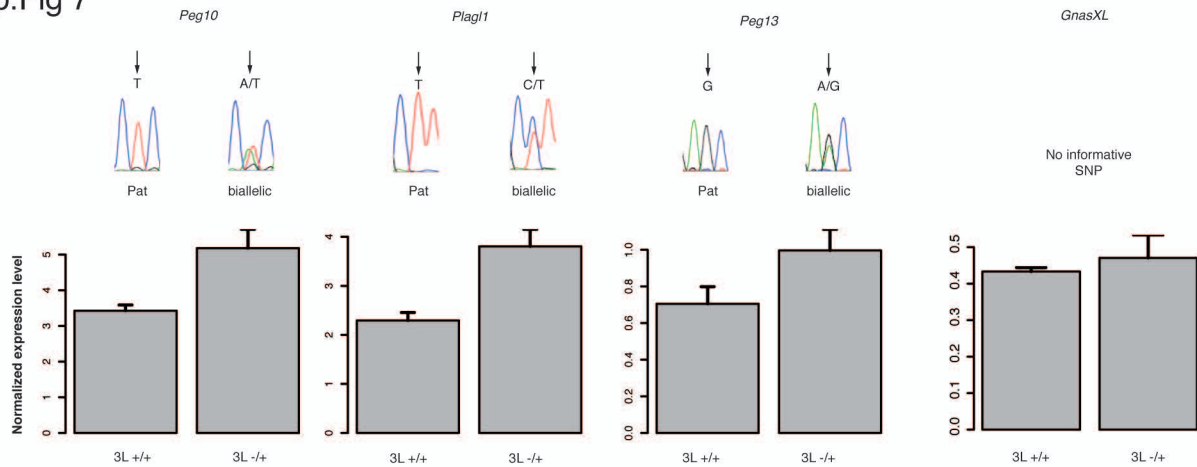 Fig 7
Peg10 Plagl1 Peg13 GnasXL
T A/T T C/T G A/G
No informative
SNP
Pat biallelic Pat biallelic Pat biallelic
Normalized expression level
5
4
3
2
1
0
4
3
2
1
0
1.0
0.8
0.6
0.4
0.2
0.0
0.5
0.4
0.3
0.2
0.1
0.0
3L +/+ 3L -/+ 3L +/+ 3L -/+ 3L +/+ 3L -/+ 3L +/+ 3L -/+